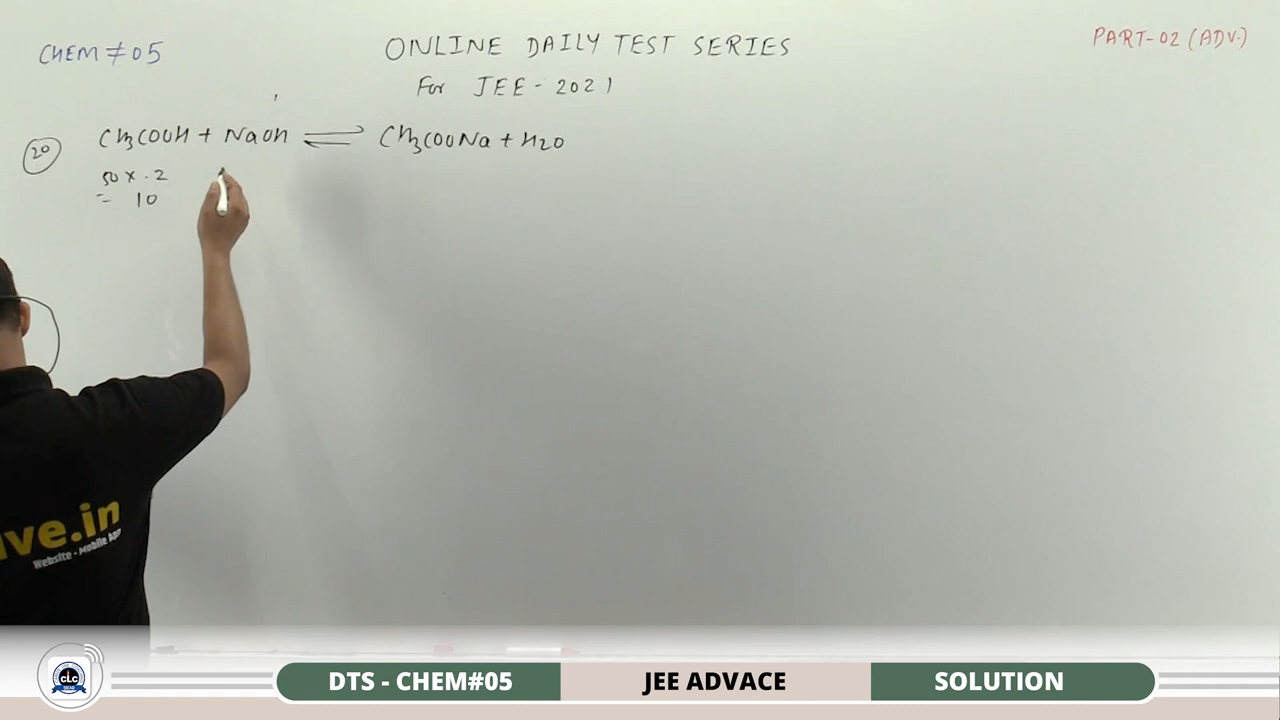 CHEM # 05
ONLINE DAILY TEST SERIES
For JEE - 2021
PART-02 (ADV.)
20
CH3COOH + NaOH ⇌ CH3COONa + H2O
50 x .2
= 10
ve.in
Website - Mobile App
CLC
DTS - CHEM#05
JEE ADVACE
SOLUTION